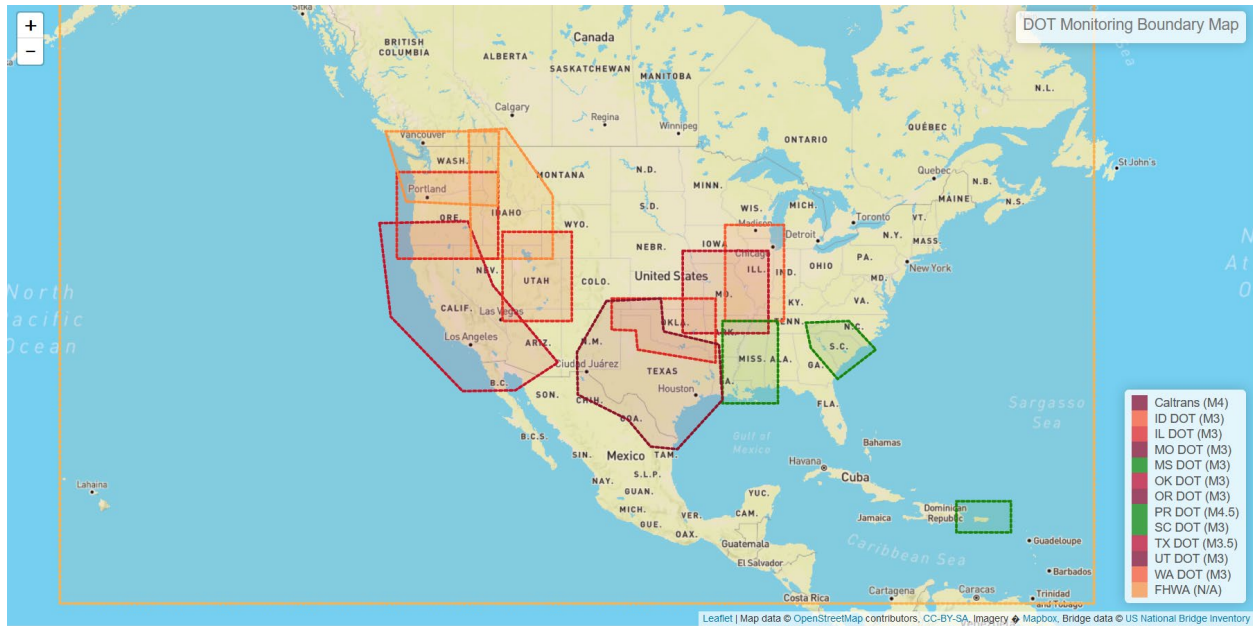 +
−
DOT Monitoring Boundary Map
Sitka
Canada
BRITISH
COLUMBIA
ALBERTA
SASKATCHEWAN
MANITOBA
N.L.
Calgary
Regina
Winnipeg
ONTARIO
QUÉBEC
Vancouver
WASH.
MONTANA
N.D.
MINN.
Quebec
St John's
N.B.
N.S.
MAINE
Portland
ORE.
IDAHO
S.D.
WIS.
MICH.
Madison
Toronto
VT.
N.Y.
MASS.
WYO.
NEBR.
IOWA
Chicago
Detroit
PA.
New York
NEV.
UTAH
COLO.
United States
ILL.
IND.
OHIO
MD.
North
Pacific
Ocean
CALIF.
Las Vegas
MO.
KY.
VA.
Los Angeles
ARIZ.
N.M.
OKLA.
ARK.
TENN.
N.C.
S.C.
Ciudad Juárez
TEXAS
MISS.
ALA.
GA.
LA.
B.C.
SON.
CHIH.
Houston
FLA.
COA.
Sargasso
Sea
B.C.S.
SIN.
Mexico
TAM.
Gulf of
Mexico
Bahamas
Havana
Cuba
Lahaina
NAY.
S.L.P.
GUAN.
YUC.
MICH.
VER.
CAM.
Jamaica
Dominican
Republic
GUE.
OAX.
Guatemala
El Salvador
Caribbean Sea
Guadeloupe
Barbados
Costa Rica
Cartagena
Caracas
Trinidad
and Tobago
Caltrans (M4)
ID DOT (M3)
IL DOT (M3)
MO DOT (M3)
MS DOT (M3)
OK DOT (M3)
OR DOT (M3)
PR DOT (M4.5)
SC DOT (M3)
TX DOT (M3.5)
UT DOT (M3)
WA DOT (M3)
FHWA (N/A)
Leaflet | Map data © OpenStreetMap contributors, CC-BY-SA, Imagery � Mapbox, Bridge data © US National Bridge Inventory